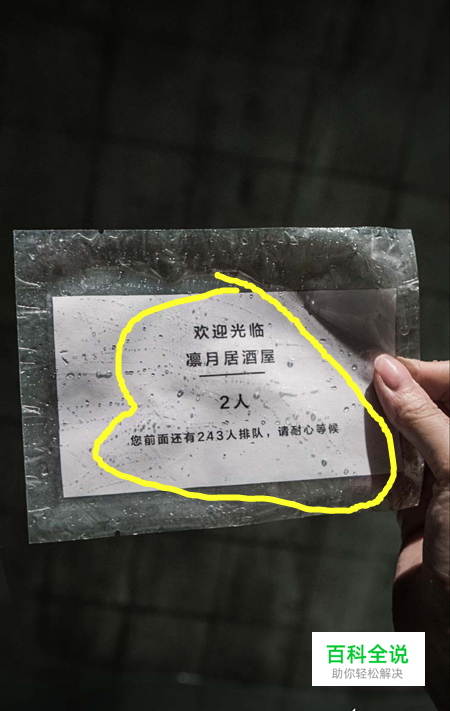 欢迎光临
凛月居酒屋
2人
您前面还有243人排队，请耐心等候
百科全说
助你轻松解决